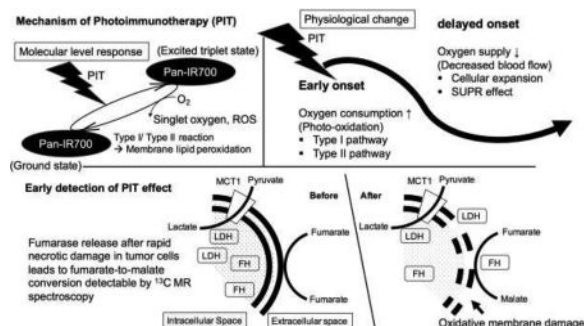 Mechanism of Photoimmunotherapy (PIT)
Molecular level response
(Excited triplet state)
PIT
Pan-IR700
O2
Singlet oxygen, ROS
Pan-IR700
Type I/ Type II reaction
→ Membrane lipid peroxidation
(Ground state)
Physiological change
PIT
delayed onset
Oxygen supply ↓
(Decreased blood flow)
▪ Cellular expansion
▪ SUPR effect
Early onset
Oxygen consumption ↑
(Photo-oxidation)
▪ Type I pathway
▪ Type II pathway
Early detection of PIT effect
Fumarase release after rapid
necrotic damage in tumor cells
leads to fumarate-to-malate
conversion detectable by 13C MR
spectroscopy
MCT1
Pyruvate
Before
Lactate
LDH
LDH
FH
FH
Fumarate
Fumarate
Intracellular Space
Extracellular space
After
MCT1
Pyruvate
LDH
Lactate
LDH
FH
Fumarate
FH
Malate
Oxidative membrane damage